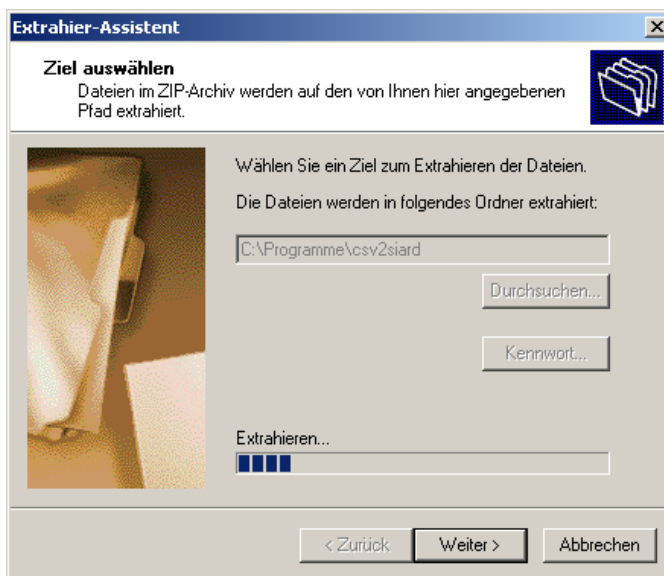 Extrahier-Assistent
Ziel auswählen
Dateien im ZIP-Archiv werden auf den von Ihnen hier angegebenen
Pfad extrahiert.
Wählen Sie ein Ziel zum Extrahieren der Dateien.
Die Dateien werden in folgendes Ordner extrahiert:
C:\Programme\csv2siard
Durchsuchen...
Kennwort...
Extrahieren...
< Zurück
Weiter >
Abbrechen